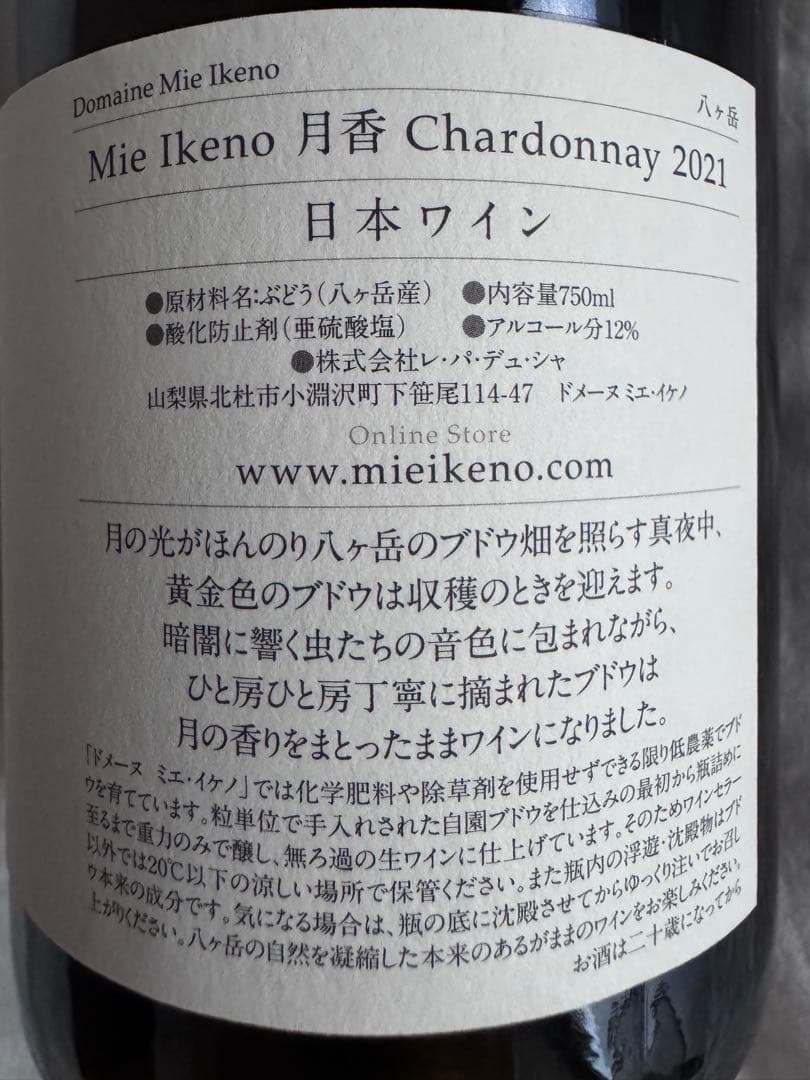 Domaine Mie Ikeno
八ヶ岳
Mie Ikeno 月香 Chardonnay 2021
日本ワイン
●原材料名:ぶどう(八ヶ岳産) ●内容量750ml
●酸化防止剤(亜硫酸塩) ●アルコール分12%
●株式会社レ・パ・デュ・シャ
山梨県北杜市小淵沢町下笹尾114-47 ドメーヌ ミエ・イケノ
Online Store
www.mieikeno.com
月の光がほんのり八ヶ岳のブドウ畑を照らす真夜中、
黄金色のブドウは収穫のときを迎えます。
暗闇に響く虫たちの音色に包まれながら、
ひと房ひと房丁寧に摘まれたブドウは
月の香りをまとったままワインになりました。
「ドメーヌ ミエ・イケノ」では化学肥料や除草剤を使用せずできる限り低農薬でブド
ウを育てています。粒単位で手入れされた自園ブドウを仕込みの最初から瓶詰めに
至るまで重力のみで醸し、無ろ過の生ワインに仕上げています。そのためワインセラー
以外では20℃以下の涼しい場所で保管ください。また瓶内の浮遊・沈殿物はブド
ウ本来の成分です。気になる場合は、瓶の底に沈殿させてからゆっくり注いでお召し
上がりください。八ヶ岳の自然を凝縮した本来のあるがままのワインをお楽しみください。
お酒は二十歳になってから